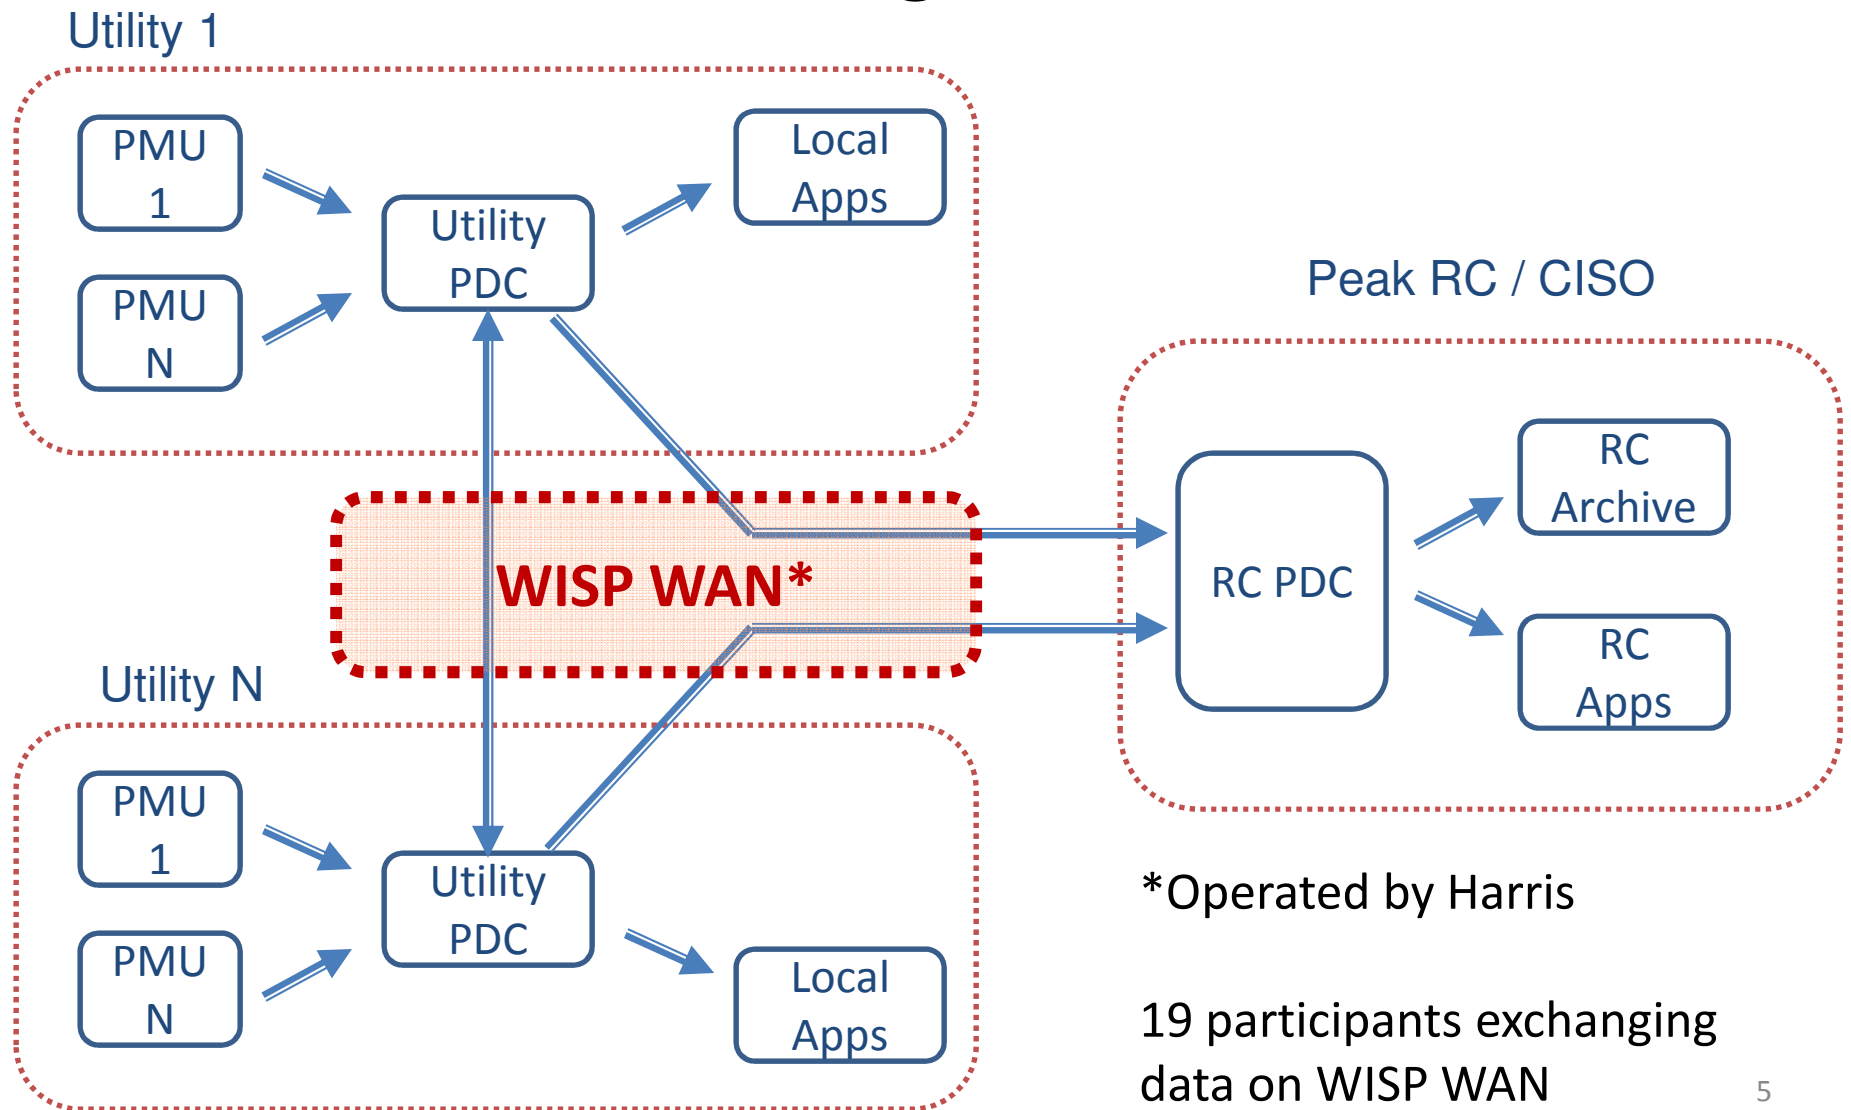 Utility 1
PMU
1
PMU
N
Utility
PDC
Local
Apps
Peak RC / CISO
RC PDC
RC
Archive
RC
Apps
WISP WAN*
Utility N
PMU
1
PMU
N
Utility
PDC
Local
Apps
*Operated by Harris
19 participants exchanging
data on WISP WAN
5